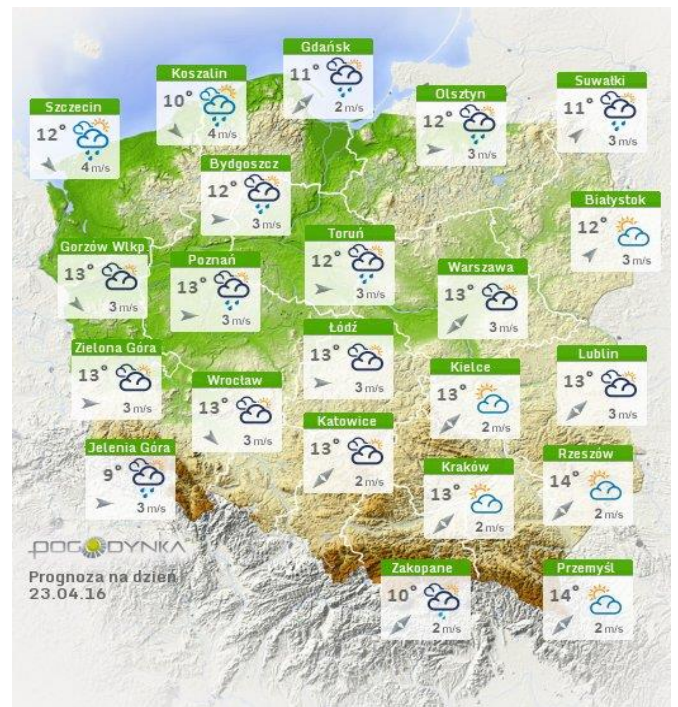 Gdańsk
11°
2 m/s
Koszalin
10°
4 m/s
Suwałki
11°
3 m/s
Olsztyn
12°
3 m/s
Szczecin
12°
4 m/s
Bydgoszcz
12°
3 m/s
Białystok
12°
3 m/s
Toruń
12°
3 m/s
Gorzów Wlkp
13°
3 m/s
Poznań
13°
3 m/s
Warszawa
13°
3 m/s
Łódź
13°
3 m/s
Zielona Góra
13°
3 m/s
Lublin
13°
3 m/s
Kielce
13°
2 m/s
Wrocław
13°
3 m/s
Katowice
13°
2 m/s
Jelenia Góra
9°
3 m/s
Rzeszów
14°
2 m/s
Kraków
13°
2 m/s
POGODYNKA
Prognoza na dzień
23.04.16
Zakopane
10°
2 m/s
Przemyśl
14°
2 m/s